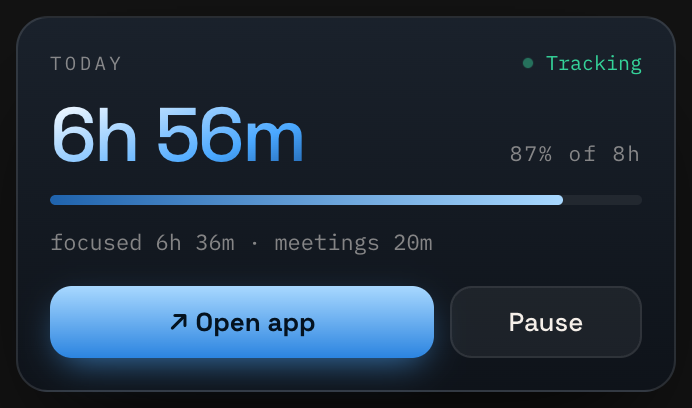 TODAY
Tracking
6h 56m
87% of 8h
focused 6h 36m · meetings 20m
↗ Open app
Pause